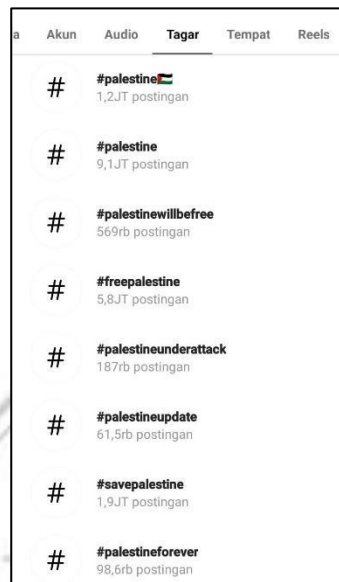 a Akun Audio Tagar Tempat Reels
# #palestine🇵🇸
1,2JT postingan
# #palestine
9,1JT postingan
# #palestinewillbefree
569rb postingan
# #freepalestine
5,8JT postingan
# #palestineunderattack
187rb postingan
# #palestineupdate
61,5rb postingan
# #savepalestine
1,9JT postingan
# #palestineforever
98,6rb postingan